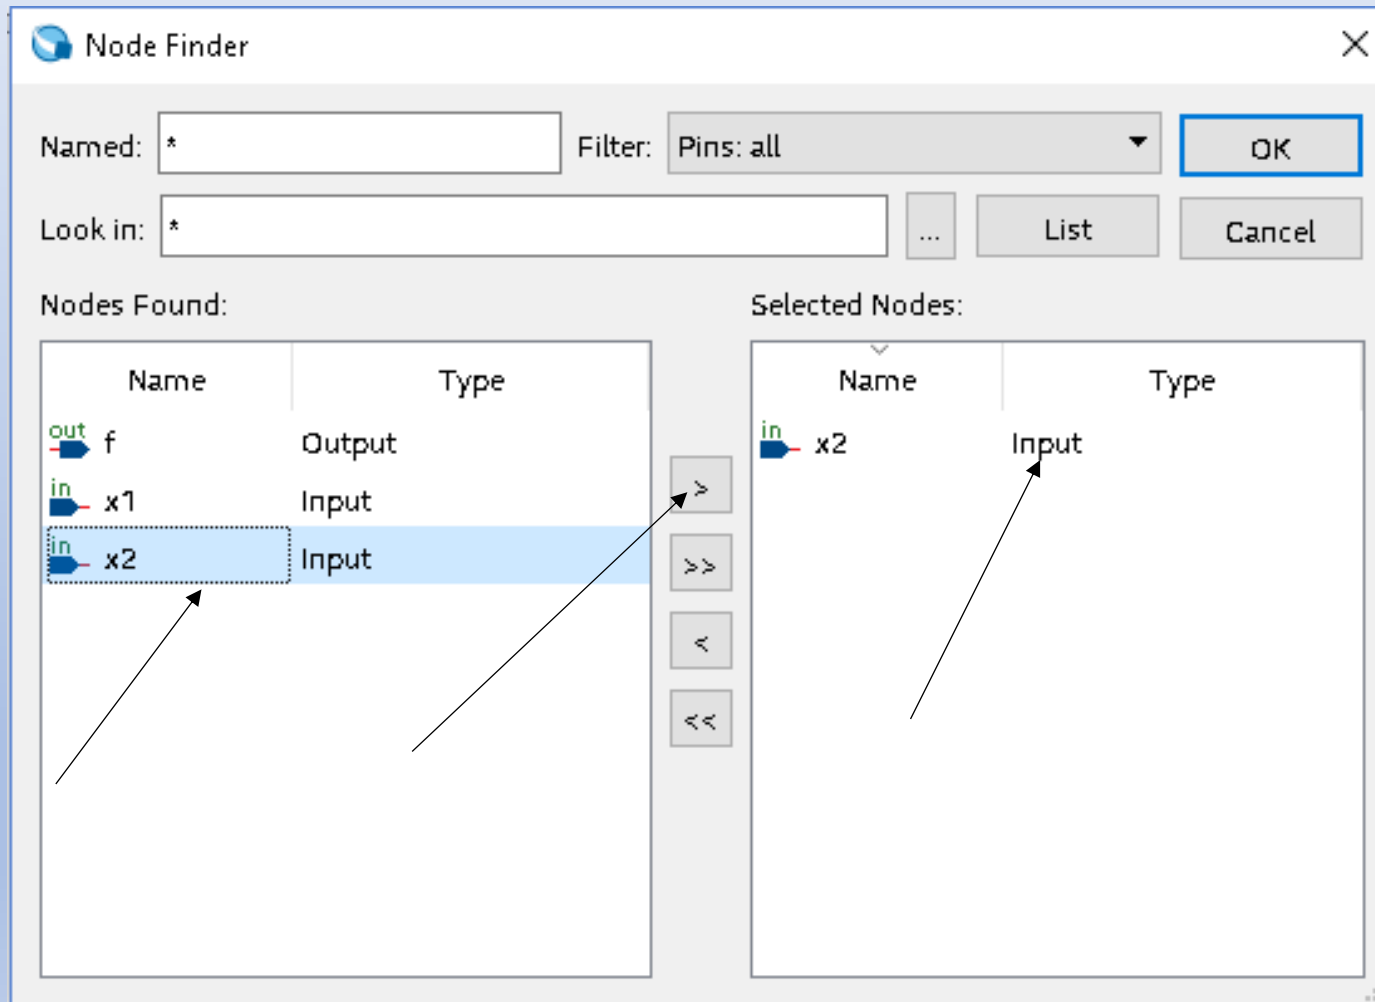 Node Finder
Named: * Filter: Pins: all OK
Look in: * ... List Cancel
Nodes Found: Selected Nodes:
Name Type Name Type
out f Output in x2 Input
in x1 Input
in x2 Input
>
>>
<
<<